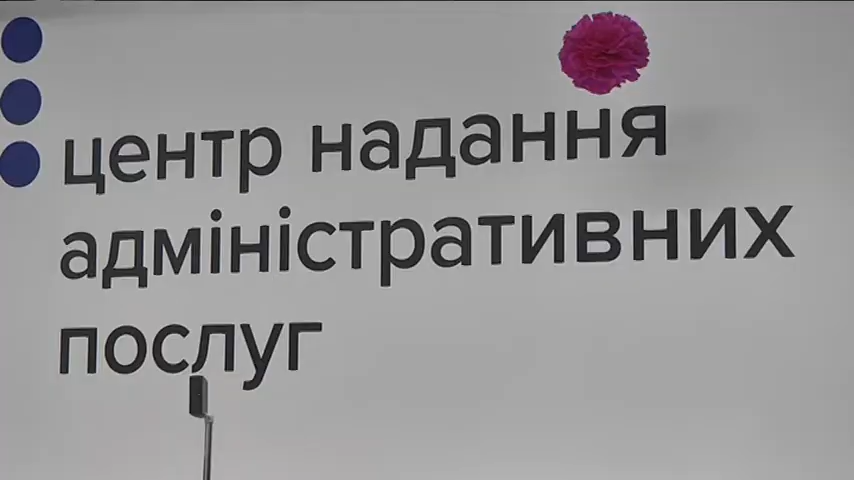 центр надання
адміністративних
послуг